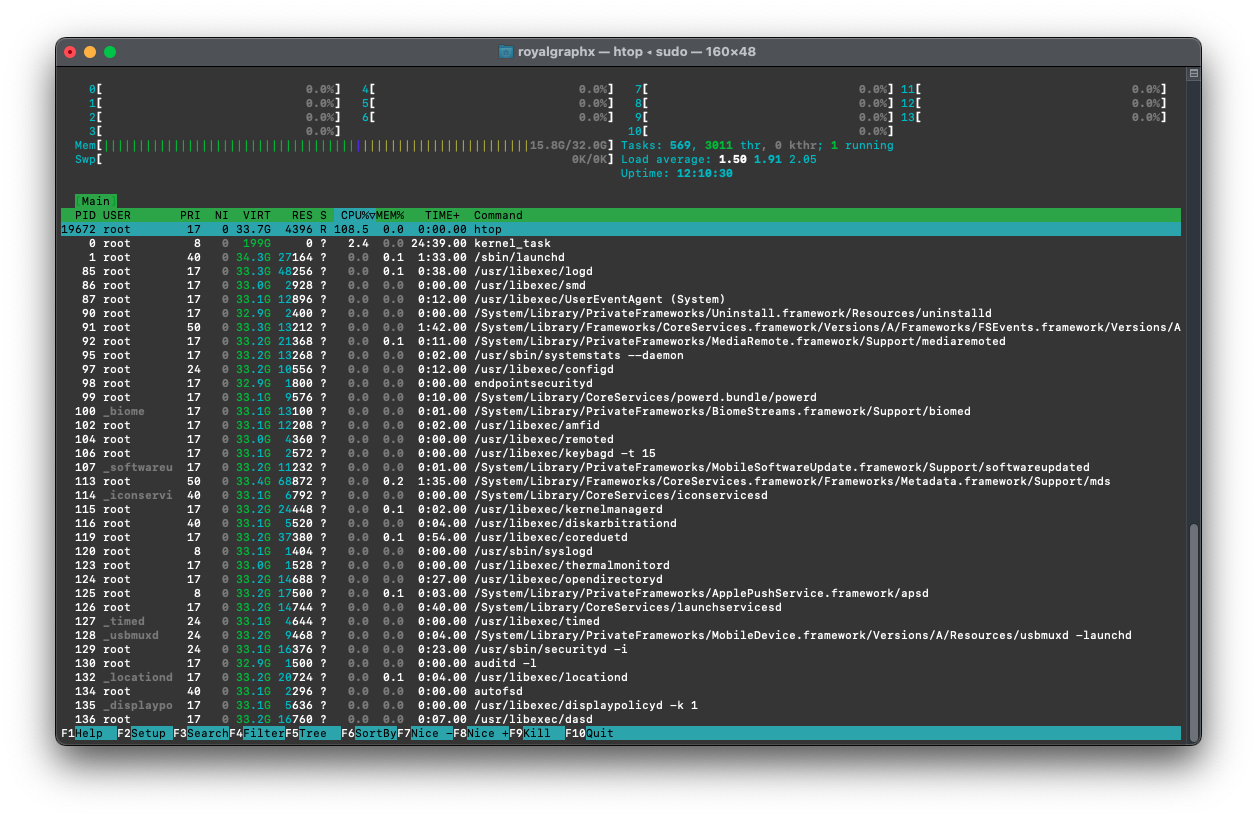 royalgraphx — htop ◂ sudo — 160×48
0[ 0.0%] 4[ 0.0%] 7[ 0.0%] 11[ 0.0%]
1[ 0.0%] 5[ 0.0%] 8[ 0.0%] 12[ 0.0%]
2[ 0.0%] 6[ 0.0%] 9[ 0.0%] 13[ 0.0%]
3[ 0.0%] 10[ 0.0%]
Mem[||||||||||||||||||||||||||||||||||||||||||||||||||||||||||||||15.8G/32.0G] Tasks: 569, 3011 thr, 0 kthr; 1 running
Swp[ 0K/0K] Load average: 1.50 1.91 2.05
Uptime: 12:10:30
[Main]
PID USER PRI NI VIRT RES S CPU%▽MEM% TIME+ Command
19672 root 17 0 33.7G 4396 R 108.5 0.0 0:00.00 htop
0 root 8 0 199G 0 ? 2.4 0.0 24:39.00 kernel_task
1 root 40 0 34.3G 27164 ? 0.0 0.1 1:33.00 /sbin/launchd
85 root 17 0 33.3G 48256 ? 0.0 0.1 0:38.00 /usr/libexec/logd
86 root 17 0 33.0G 2928 ? 0.0 0.0 0:00.00 /usr/libexec/smd
87 root 17 0 33.1G 12896 ? 0.0 0.0 0:12.00 /usr/libexec/UserEventAgent (System)
90 root 17 0 32.9G 2400 ? 0.0 0.0 0:00.00 /System/Library/PrivateFrameworks/Uninstall.framework/Resources/uninstalld
91 root 50 0 33.3G 13212 ? 0.0 0.0 1:42.00 /System/Library/Frameworks/CoreServices.framework/Versions/A/Frameworks/FSEvents.framework/Versions/A
92 root 17 0 33.2G 21368 ? 0.0 0.1 0:11.00 /System/Library/PrivateFrameworks/MediaRemote.framework/Support/mediaremoted
95 root 17 0 33.2G 13268 ? 0.0 0.0 0:02.00 /usr/sbin/systemstats --daemon
97 root 24 0 33.2G 10556 ? 0.0 0.0 0:12.00 /usr/libexec/configd
98 root 17 0 32.9G 1800 ? 0.0 0.0 0:00.00 endpointsecurityd
99 root 17 0 33.1G 9576 ? 0.0 0.0 0:10.00 /System/Library/CoreServices/powerd.bundle/powerd
100 _biome 17 0 33.1G 13100 ? 0.0 0.0 0:01.00 /System/Library/PrivateFrameworks/BiomeStreams.framework/Support/biomed
102 root 17 0 33.1G 12208 ? 0.0 0.0 0:02.00 /usr/libexec/amfid
104 root 17 0 33.0G 4360 ? 0.0 0.0 0:00.00 /usr/libexec/remoted
106 root 17 0 33.1G 2572 ? 0.0 0.0 0:00.00 /usr/libexec/keybagd -t 15
107 _softwareu 17 0 33.2G 11232 ? 0.0 0.0 0:01.00 /System/Library/PrivateFrameworks/MobileSoftwareUpdate.framework/Support/softwareupdated
113 root 50 0 33.4G 68872 ? 0.0 0.2 1:35.00 /System/Library/Frameworks/CoreServices.framework/Frameworks/Metadata.framework/Support/mds
114 _iconservi 40 0 33.1G 6792 ? 0.0 0.0 0:00.00 /System/Library/CoreServices/iconservicesd
115 root 17 0 33.2G 24448 ? 0.0 0.1 0:02.00 /usr/libexec/kernelmanagerd
116 root 40 0 33.1G 5520 ? 0.0 0.0 0:04.00 /usr/libexec/diskarbitrationd
119 root 17 0 33.2G 37380 ? 0.0 0.1 0:54.00 /usr/libexec/coreduetd
120 root 8 0 33.1G 1404 ? 0.0 0.0 0:00.00 /usr/sbin/syslogd
123 root 17 0 33.0G 1528 ? 0.0 0.0 0:00.00 /usr/libexec/thermalmonitord
124 root 17 0 33.2G 14688 ? 0.0 0.0 0:27.00 /usr/libexec/opendirectoryd
125 root 8 0 33.2G 17500 ? 0.0 0.1 0:03.00 /System/Library/PrivateFrameworks/ApplePushService.framework/apsd
126 root 17 0 33.2G 14744 ? 0.0 0.0 0:40.00 /System/Library/CoreServices/launchservicesd
127 _timed 24 0 33.1G 4644 ? 0.0 0.0 0:00.00 /usr/libexec/timed
128 _usbmuxd 24 0 33.2G 9468 ? 0.0 0.0 0:04.00 /System/Library/PrivateFrameworks/MobileDevice.framework/Versions/A/Resources/usbmuxd -launchd
129 root 24 0 33.1G 16376 ? 0.0 0.0 0:23.00 /usr/sbin/securityd -i
130 root 17 0 32.9G 1500 ? 0.0 0.0 0:00.00 auditd -l
132 _locationd 17 0 33.2G 20724 ? 0.0 0.1 0:04.00 /usr/libexec/locationd
134 root 40 0 33.1G 2296 ? 0.0 0.0 0:00.00 autofsd
135 _displaypo 17 0 33.1G 5636 ? 0.0 0.0 0:00.00 /usr/libexec/displaypolicyd -k 1
136 root 17 0 33.2G 16760 ? 0.0 0.0 0:07.00 /usr/libexec/dasd
F1Help F2Setup F3SearchF4FilterF5Tree F6SortByF7Nice -F8Nice +F9Kill F10Quit